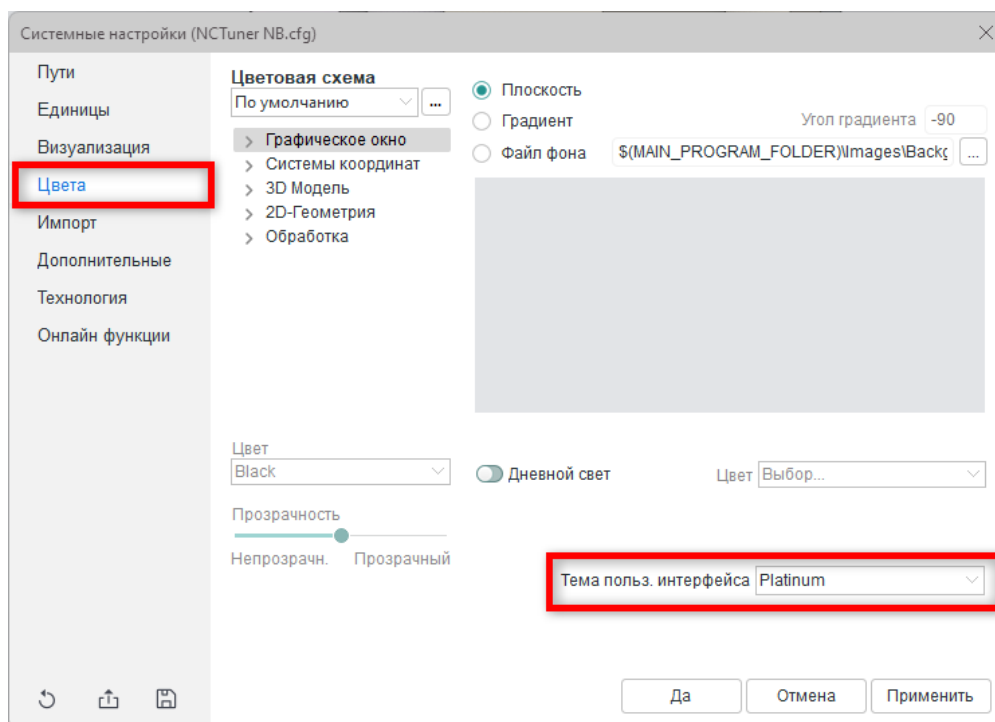 Системные настройки (NCTuner NB.cfg)
Пути
Единицы
Визуализация
Цвета
Импорт
Дополнительные
Технология
Онлайн функции
Цветовая схема
По умолчанию ...
Графическое окно
Системы координат
3D Модель
2D-Геометрия
Обработка
Плоскость
Градиент Угол градиента -90
Файл фона $(MAIN_PROGRAM_FOLDER)\Images\Backg ...
Цвет
Black
Прозрачность
Непрозрачн. Прозрачный
Дневной свет Цвет Выбор...
Тема польз. интерфейса Platinum
Да Отмена Применить